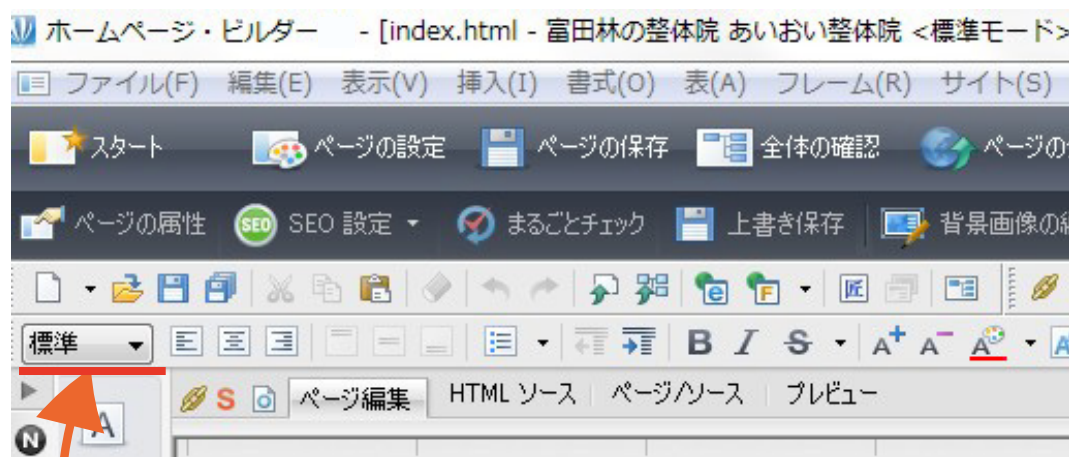 ホームページ・ビルダー - [index.html - 富田林の整体院 あいおい整体院 <標準モード>
ファイル(F) 編集(E) 表示(V) 挿入(I) 書式(O) 表(A) フレーム(R) サイト(S)
スタート ページの設定 ページの保存 全体の確認 ページの
ページの属性 SEO SEO 設定 まるごとチェック 上書き保存 背景画像の
匠
標準 B I S A+ A- A A
S ページ編集 HTML ソース ページ/ソース プレビュー
A
N